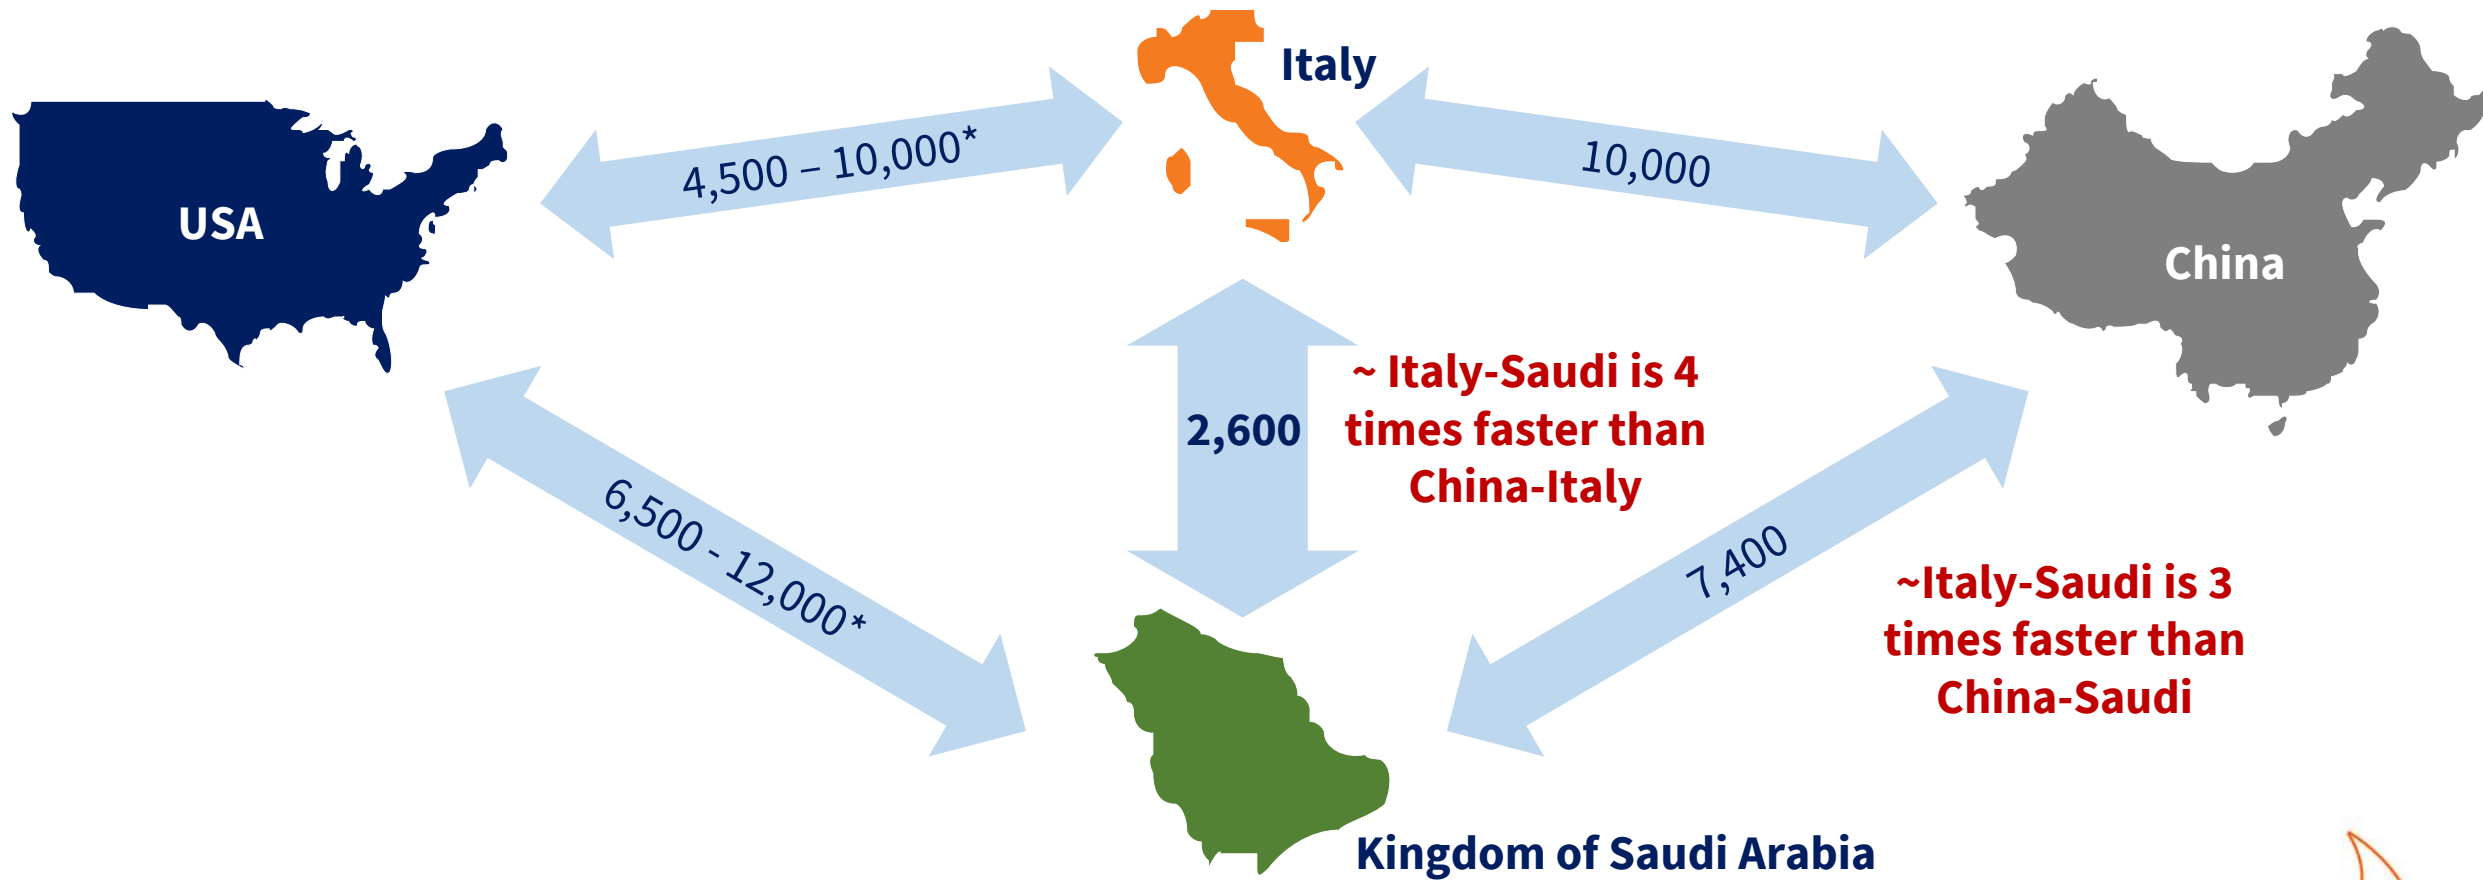 Italy
4,500 – 10,000*
10,000
USA
China
~ Italy-Saudi is 4
times faster than
China-Italy
2,600
6,500 - 12,000*
7,400
~Italy-Saudi is 3
times faster than
China-Saudi
Kingdom of Saudi Arabia